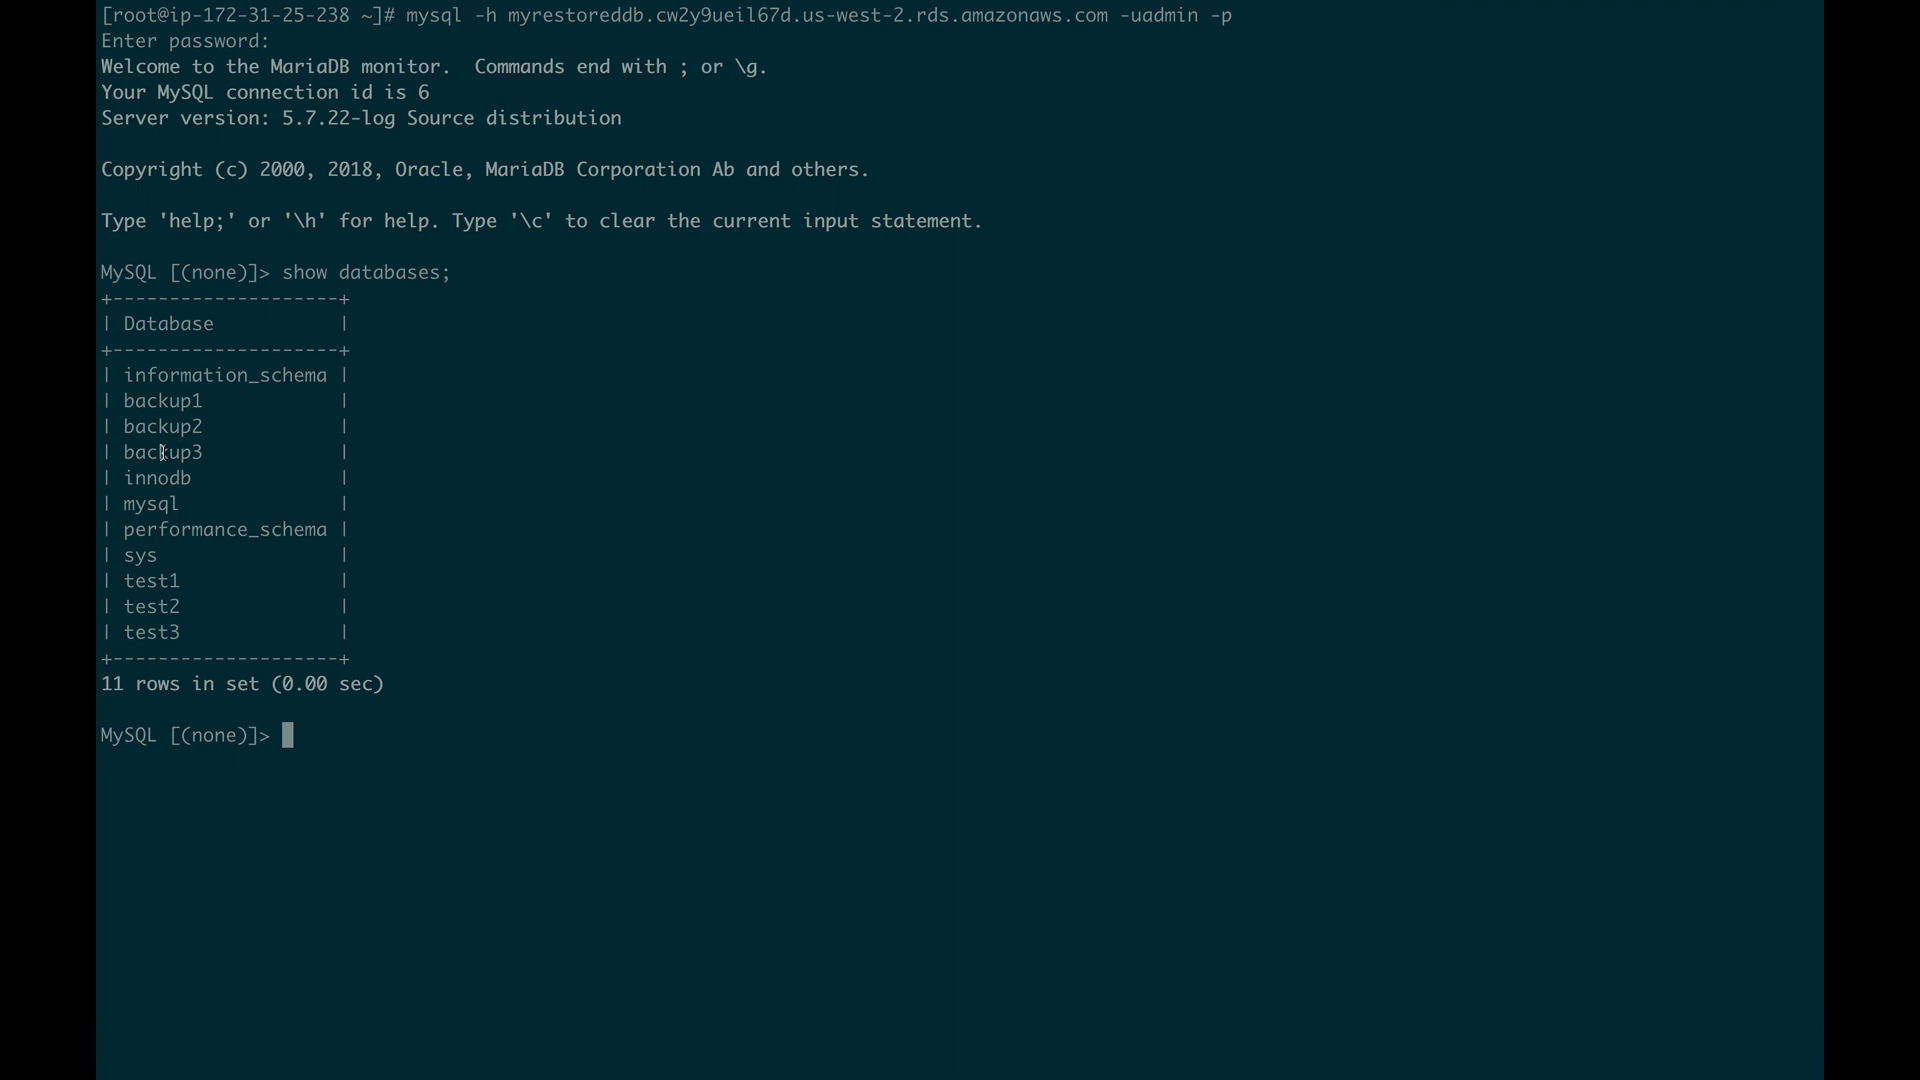 [root@ip-172-31-25-238 ~]# mysql -h myrestoreddb.cw2y9ueil67d.us-west-2.rds.amazonaws.com -uadmin -p
Enter password:
Welcome to the MariaDB monitor.  Commands end with ; or \g.
Your MySQL connection id is 6
Server version: 5.7.22-log Source distribution
Copyright (c) 2000, 2018, Oracle, MariaDB Corporation Ab and others.
Type 'help;' or '\h' for help. Type '\c' to clear the current input statement.
MySQL [(none)]> show databases;
+--------------------+
| Database           |
+--------------------+
| information_schema |
| backup1            |
| backup2            |
| backup3            |
| innodb             |
| mysql              |
| performance_schema |
| sys                |
| test1              |
| test2              |
| test3              |
+--------------------+
11 rows in set (0.00 sec)
MySQL [(none)]>